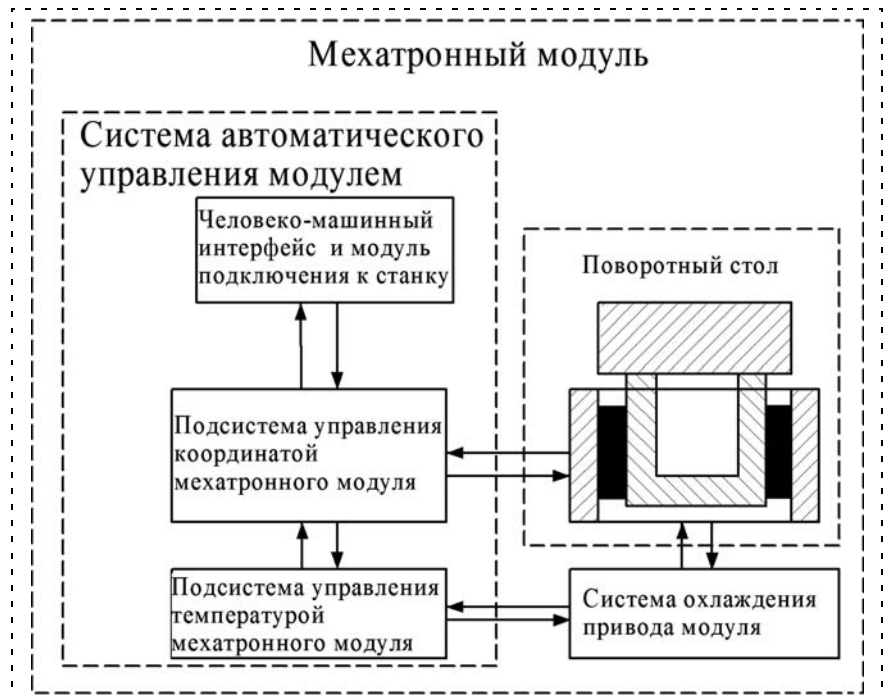 Мехатронный модуль
Система автоматического
управления модулем
Человеко-машинный
интерфейс и модуль
подключения к станку
Поворотный стол
Подсистема управления
координатой
мехатронного модуля
Подсистема управления
температурой
мехатронного модуля
Система охлаждения
привода модуля